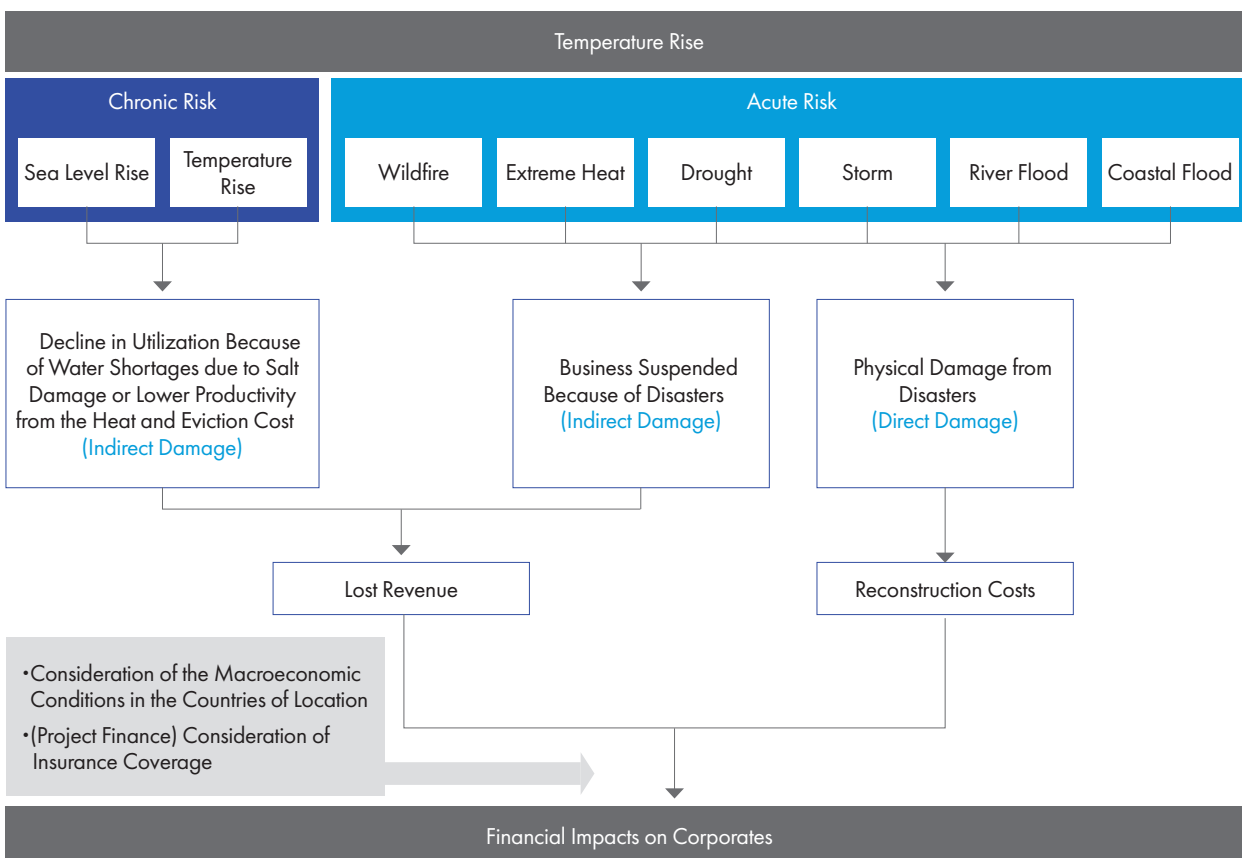 Temperature Rise
Chronic Risk
Acute Risk
Sea Level Rise
Temperature
Rise
Wildfire
Extreme Heat
Drought
Storm
River Flood
Coastal Flood
Decline in Utilization Because
of Water Shortages due to Salt
Damage or Lower Productivity
from the Heat and Eviction Cost
(Indirect Damage)
Business Suspended
Because of Disasters
(Indirect Damage)
Physical Damage from
Disasters
(Direct Damage)
Lost Revenue
Reconstruction Costs
・Consideration of the Macroeconomic
Conditions in the Countries of Location
・(Project Finance) Consideration of
Insurance Coverage
Financial Impacts on Corporates